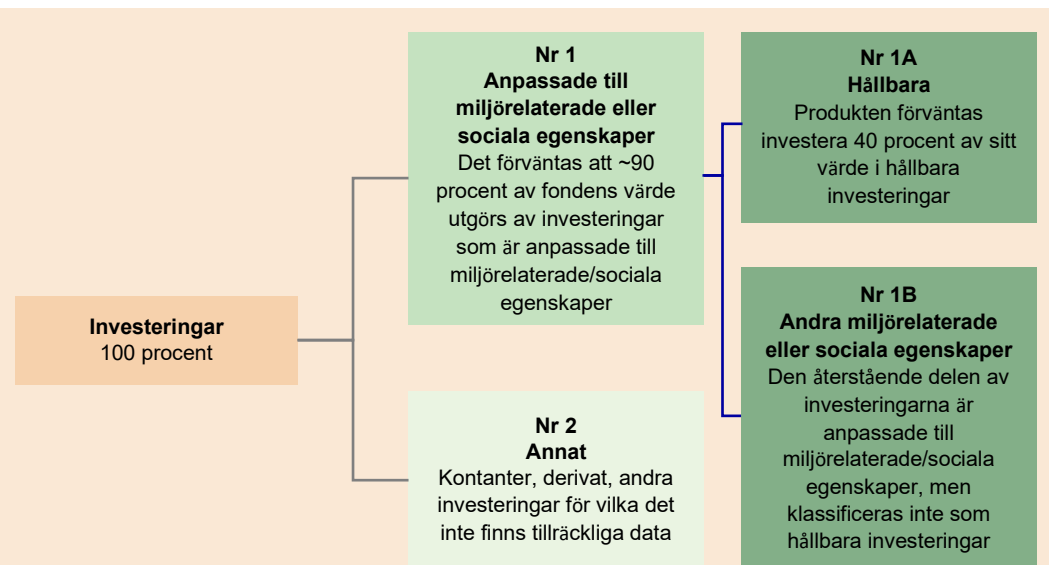 Investeringar
100 procent
Nr 1
Anpassade till
miljörelaterade eller
sociala egenskaper
Det förväntas att ~90
procent av fondens värde
utgörs av investeringar
som är anpassade till
miljörelaterade/sociala
egenskaper
Nr 2
Annat
Kontanter, derivat, andra
investeringar för vilka det
inte finns tillräckliga data
Nr 1A
Hållbara
Produkten förväntas
investera 40 procent av sitt
värde i hållbara
investeringar
Nr 1B
Andra miljörelaterade
eller sociala egenskaper
Den återstående delen av
investeringarna är
anpassade till
miljörelaterade/sociala
egenskaper, men
klassificeras inte som
hållbara investeringar